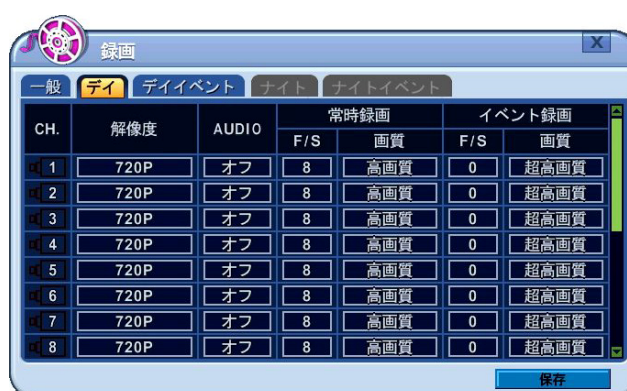 録画
X
一般 デイ デイイベント ナイト ナイトイベント
CH. 解像度 AUDIO 常時録画 イベント録画
F/S 画質 F/S 画質
1 720P オフ 8 高画質 0 超高画質
2 720P オフ 8 高画質 0 超高画質
3 720P オフ 8 高画質 0 超高画質
4 720P オフ 8 高画質 0 超高画質
5 720P オフ 8 高画質 0 超高画質
6 720P オフ 8 高画質 0 超高画質
7 720P オフ 8 高画質 0 超高画質
8 720P オフ 8 高画質 0 超高画質
保存